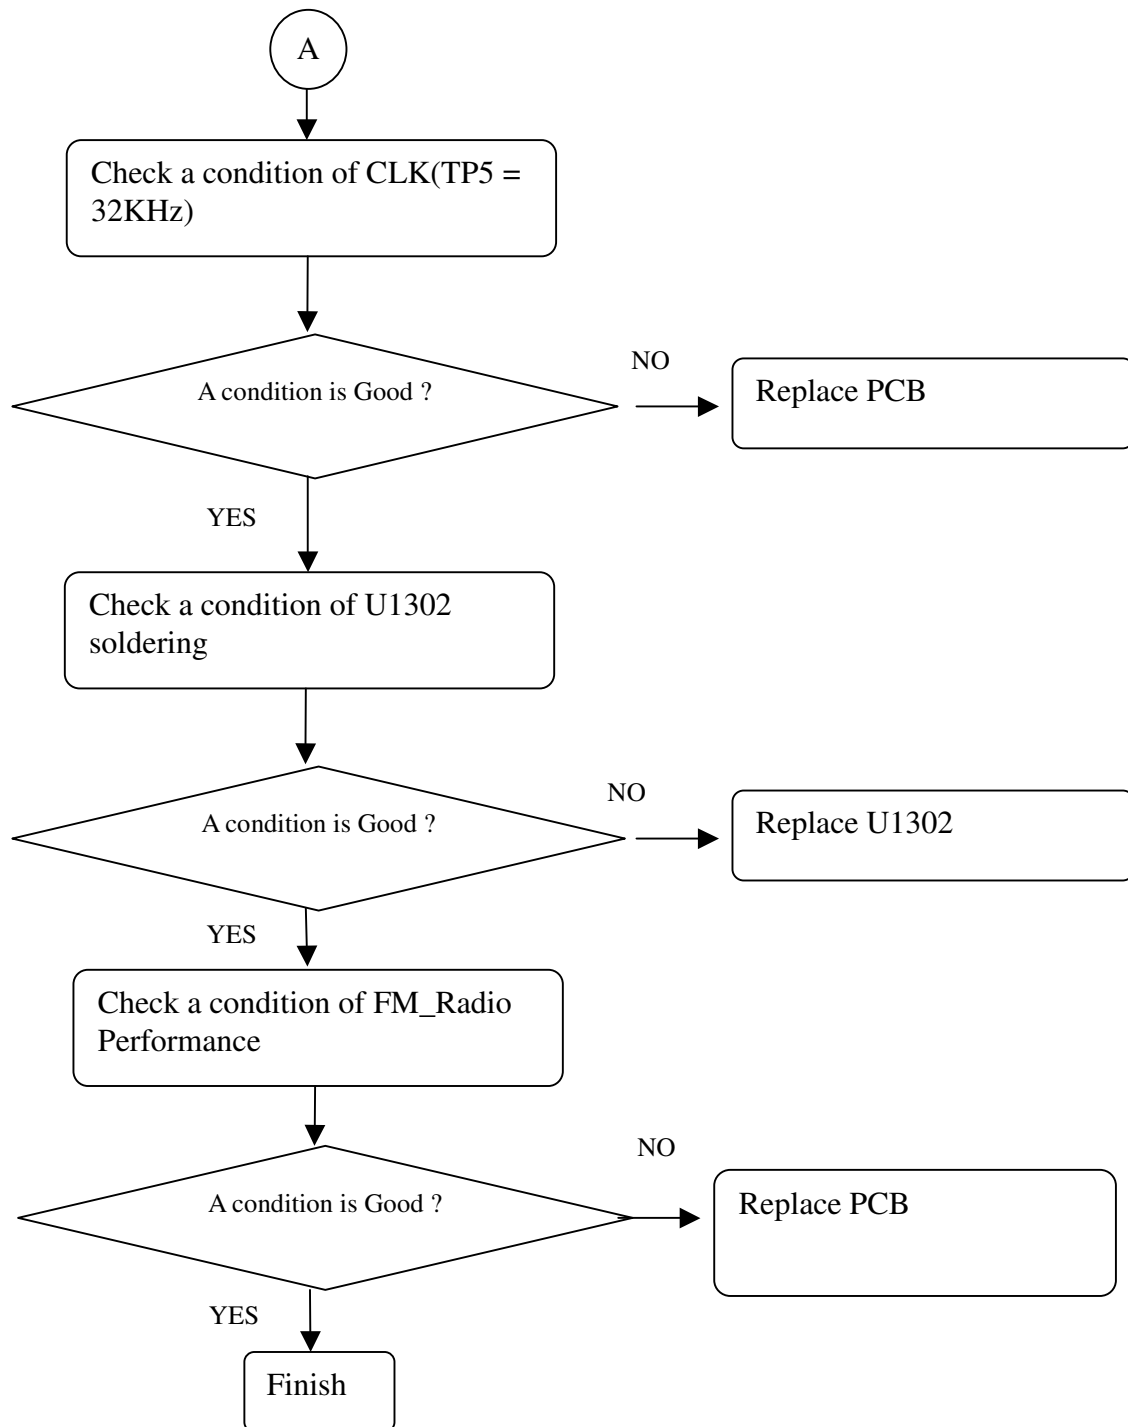 A
Check a condition of CLK(TP5 =
32KHz)
A condition is Good ?
NO
Replace PCB
YES
Check a condition of U1302
soldering
A condition is Good ?
NO
Replace U1302
YES
Check a condition of FM_Radio
Performance
A condition is Good ?
NO
Replace PCB
YES
Finish